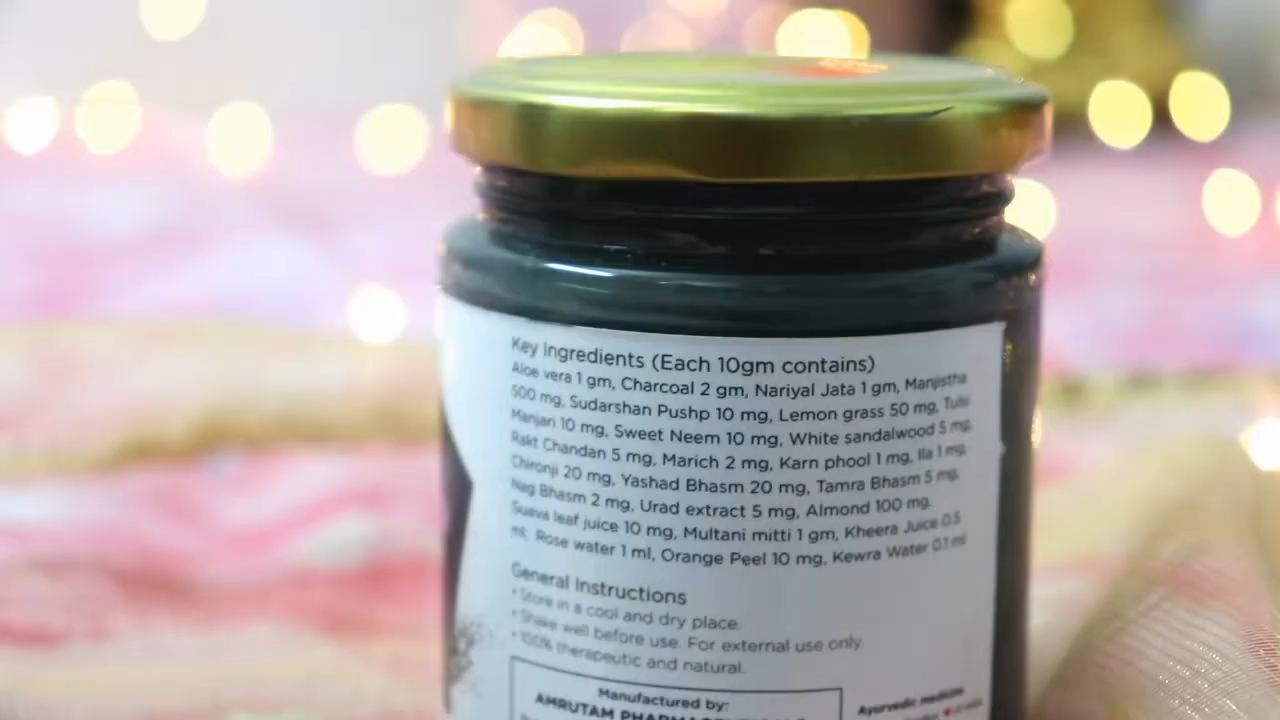 Key Ingredients (Each 10gm contains)
Aloe vera 1 gm, Charcoal 2 gm, Nariyal Jata 1 gm, Manjistha
500 mg, Sudarshan Pushp 10 mg, Lemon grass 50 mg, Tulsi
Manjari 10 mg, Sweet Neem 10 mg, White sandalwood 5 mg,
Rakt Chandan 5 mg, Marich 2 mg, Karn phool 1 mg, Ila 1 mg,
Chironji 20 mg, Yashad Bhasm 20 mg, Tamra Bhasm 5 mg,
Nag Bhasm 2 mg, Urad extract 5 mg, Almond 100 mg,
Sueva leaf juice 10 mg, Multani mitti 1 gm, Kheera Juice 0.5
ml, Rose water 1 ml, Orange Peel 10 mg, Kewra Water 0.1 ml
General Instructions
• Store in a cool and dry place.
• Shake well before use. For external use only.
• 100% therapeutic and natural.
Manufactured by:
AMRUTAM
Ayurvedic medicine